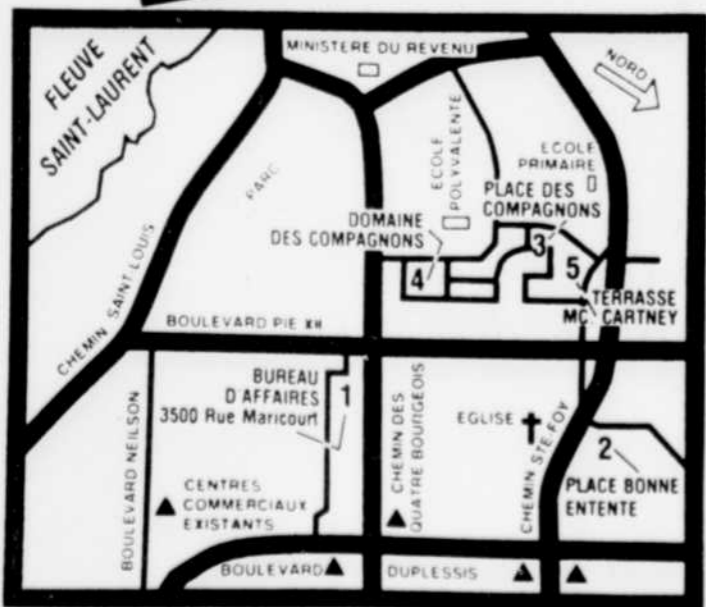 MINISTERE DU REVENU
FLEUVE
SAINT-LAURENT
NORD
PARC
ECOLE
POLYVALENTE
ECOLE
PRIMAIRE
PLACE DES
COMPAGNONS
DOMAINE
DES COMPAGNONS
3
4
5
TERRASSE
MC. CARTNEY
CHEMIN SAINT-LOUIS
BOULEVARD PIE XII
BUREAU
D'AFFAIRES
3500 Rue Maricourt
1
BOULEVARD NEILSON
CENTRES
COMMERCIAUX
EXISTANTS
CHEMIN DES
QUATRE BOURGEOIS
EGLISE
CHEMIN STE-FOY
2
PLACE BONNE
ENTENTE
BOULEVARD DUPLESSIS